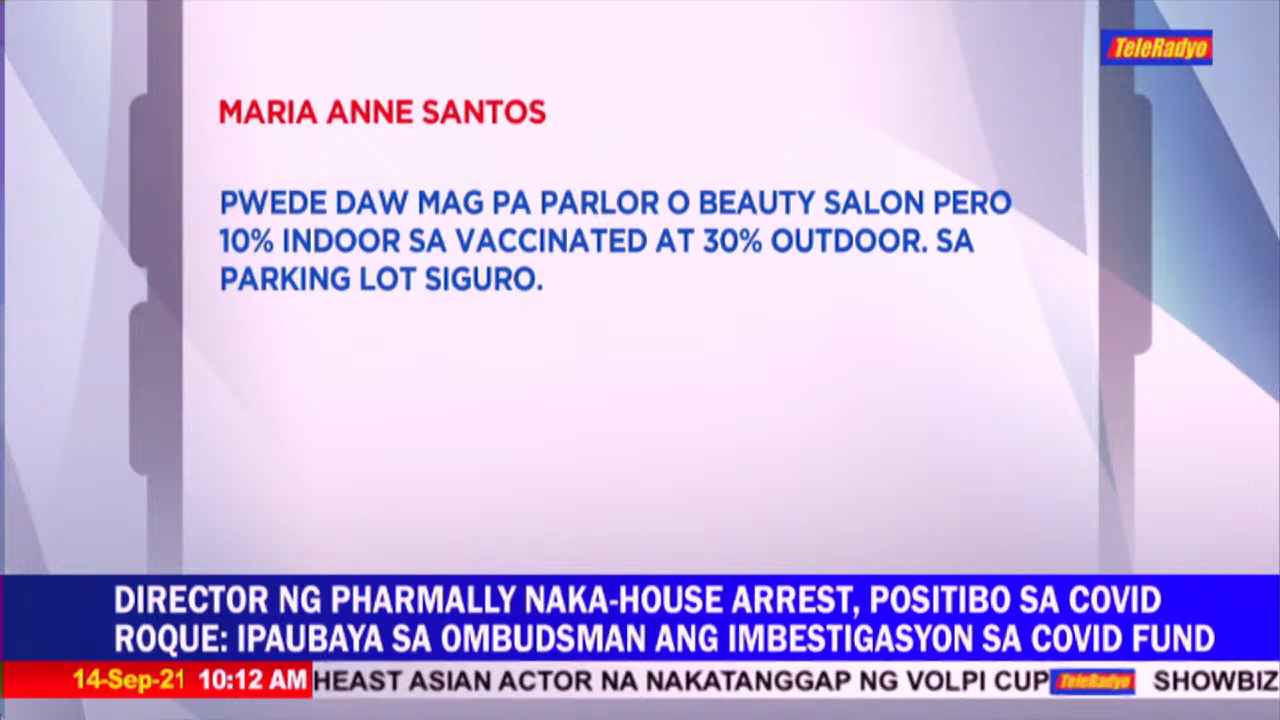 TeleRadyo
MARIA ANNE SANTOS
PWEDE DAW MAG PA PARLOR O BEAUTY SALON PERO
10% INDOOR SA VACCINATED AT 30% OUTDOOR. SA
PARKING LOT SIGURO.
DIRECTOR NG PHARMALLY NAKA-HOUSE ARREST, POSITIBO SA COVID
ROQUE: IPAUBAYA SA OMBUDSMAN ANG IMBESTIGASYON SA COVID FUND
14-Sep-21 10:12 AM HEAST ASIAN ACTOR NA NAKATANGGAP NG VOLPI CUP TeleRadyo SHOWBIZ